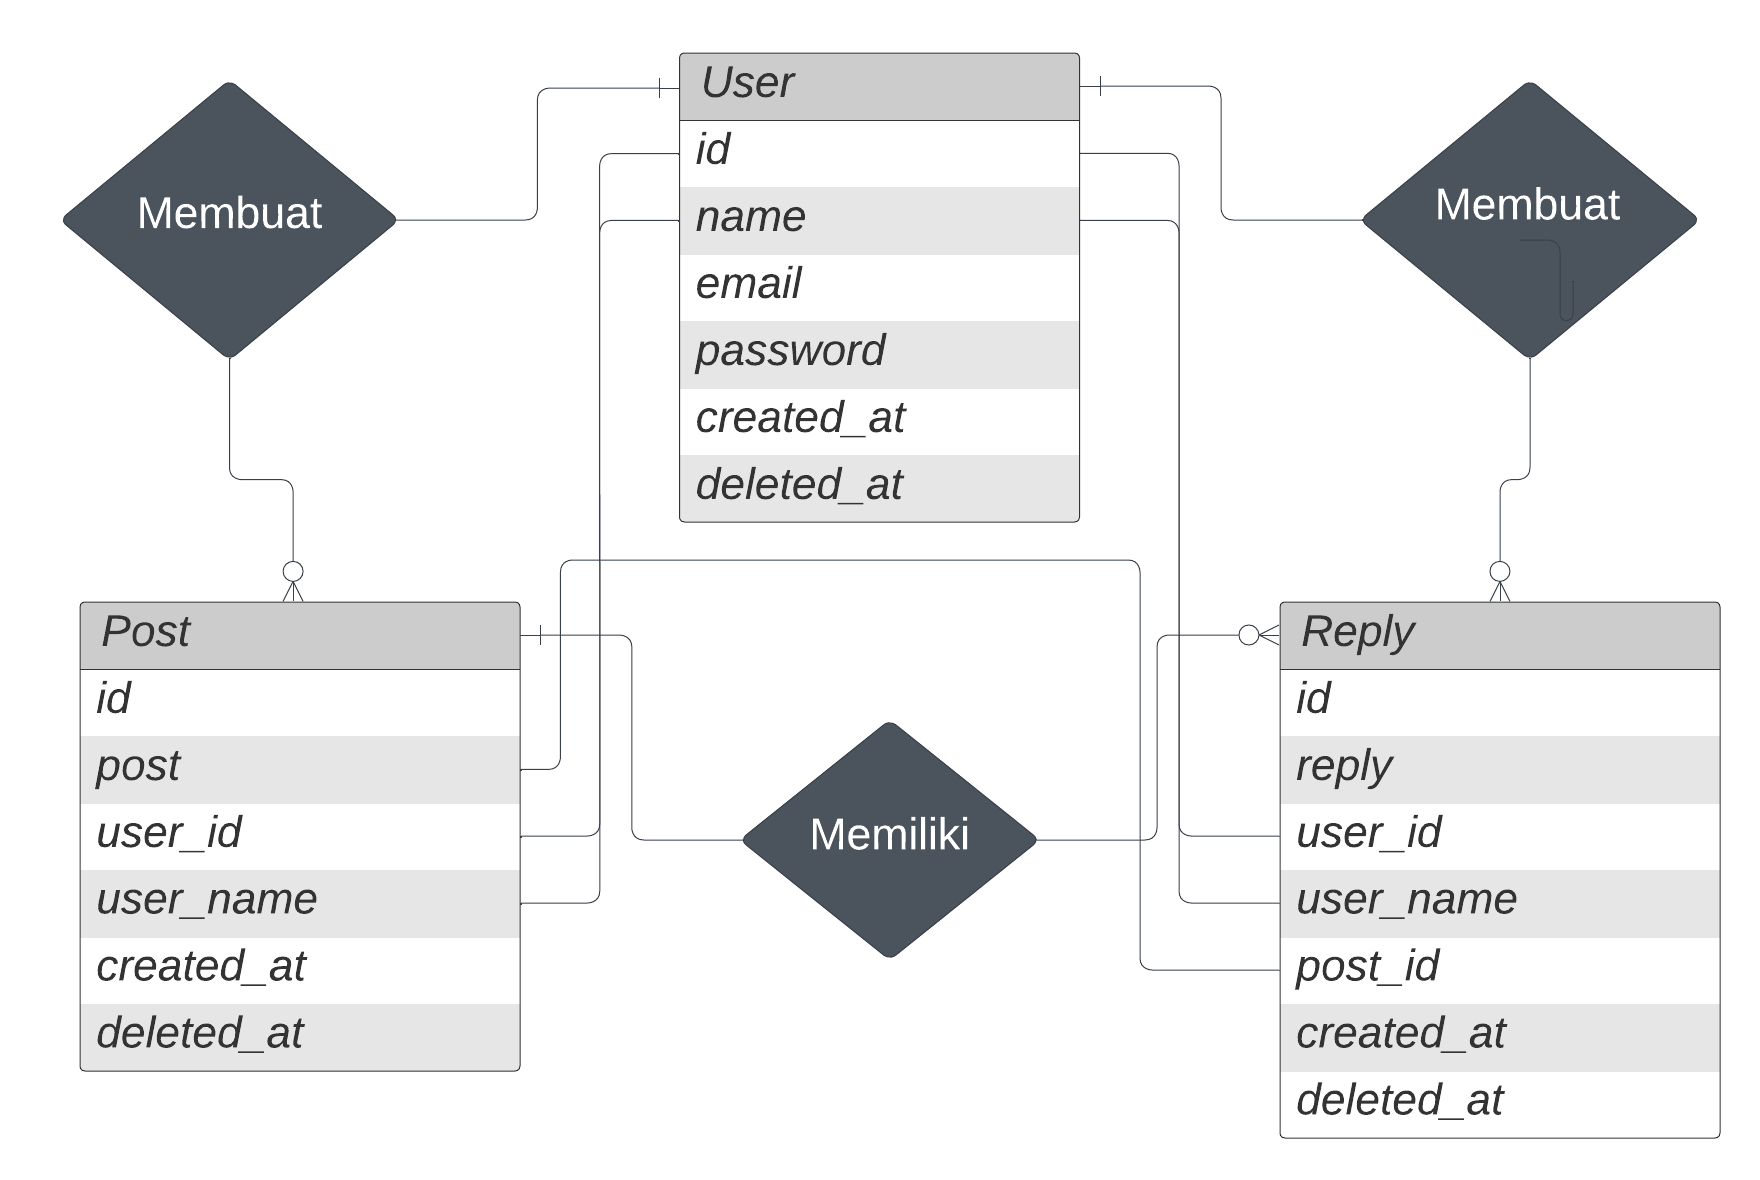 User
id
name
email
password
created_at
deleted_at
Membuat
Membuat
Post
id
post
user_id
user_name
created_at
deleted_at
Memiliki
Reply
id
reply
user_id
user_name
post_id
created_at
deleted_at